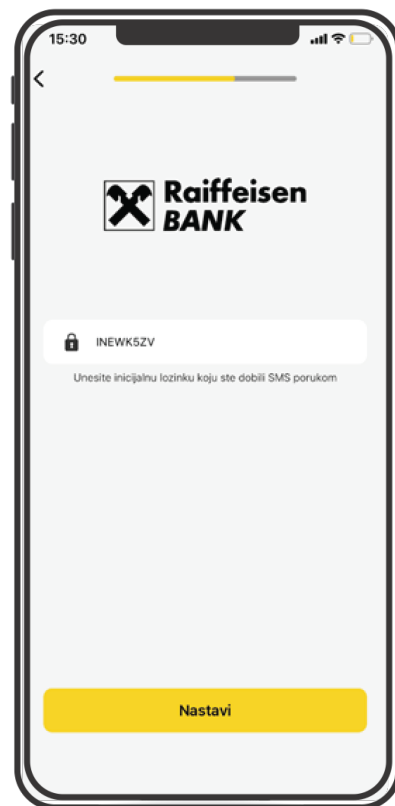 15:30
Raiffeisen
BANK
INEWK5ZV
Unesite inicijalnu lozinku koju ste dobili SMS porukom
Nastavi